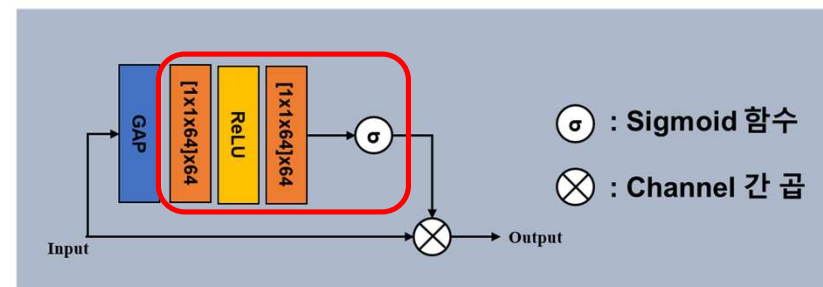 GAP
[1x1x64]x64
ReLU
[1x1x64]x64
σ
Input
Output
σ : Sigmoid 함수
: Channel 간 곱